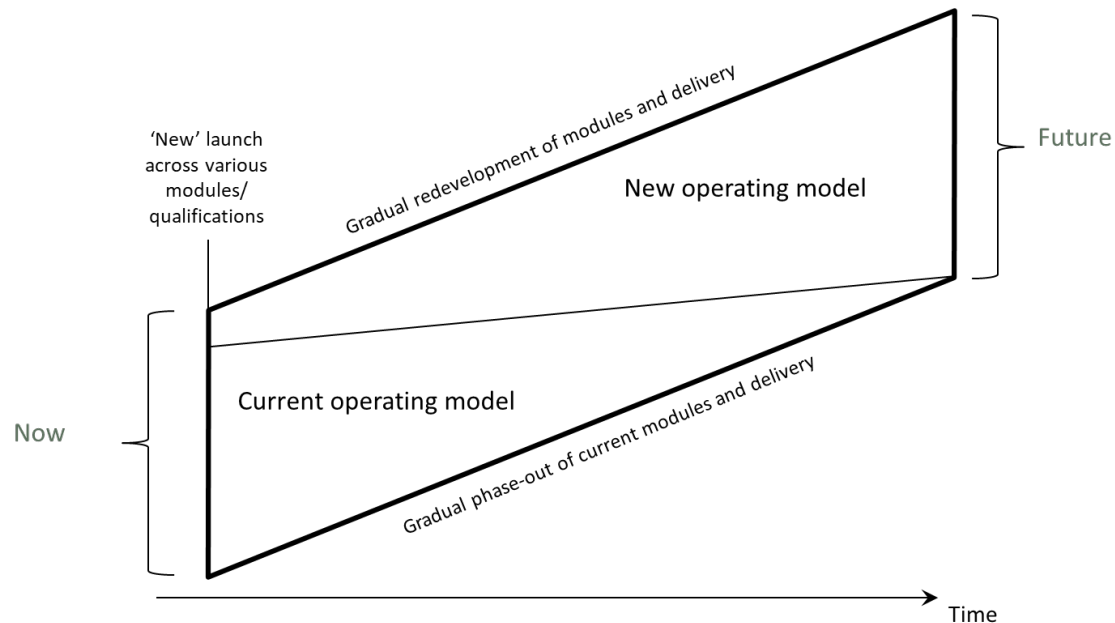 ‘New’ launch
across various
modules/
qualifications
Gradual redevelopment of modules and delivery
Future
New operating model
Current operating model
Now
Gradual phase-out of current modules and delivery
Time